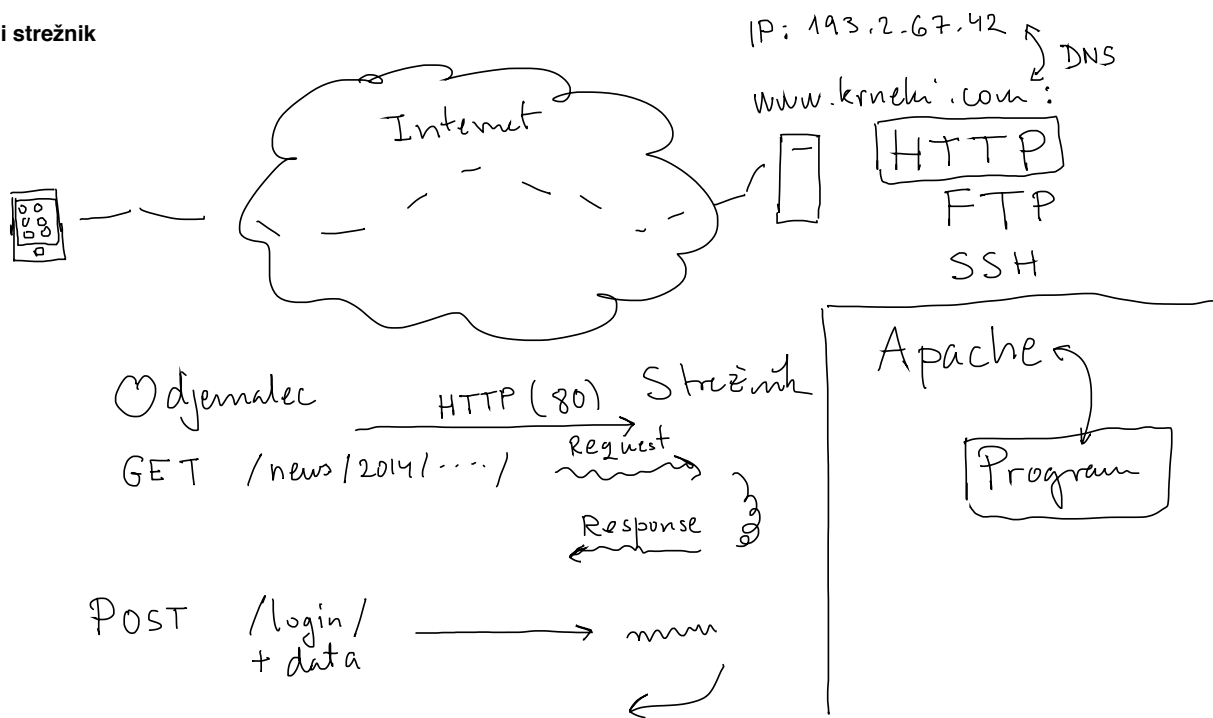 i strežnik
IP: 193.2.67.42
DNS
www.krneki.com:
Internet
HTTP
FTP
SSH
Odjemalec
HTTP (80)
Strežnik
GET /news/2014/..../
Request
Response
POST /login/
+ data
Apache
Program